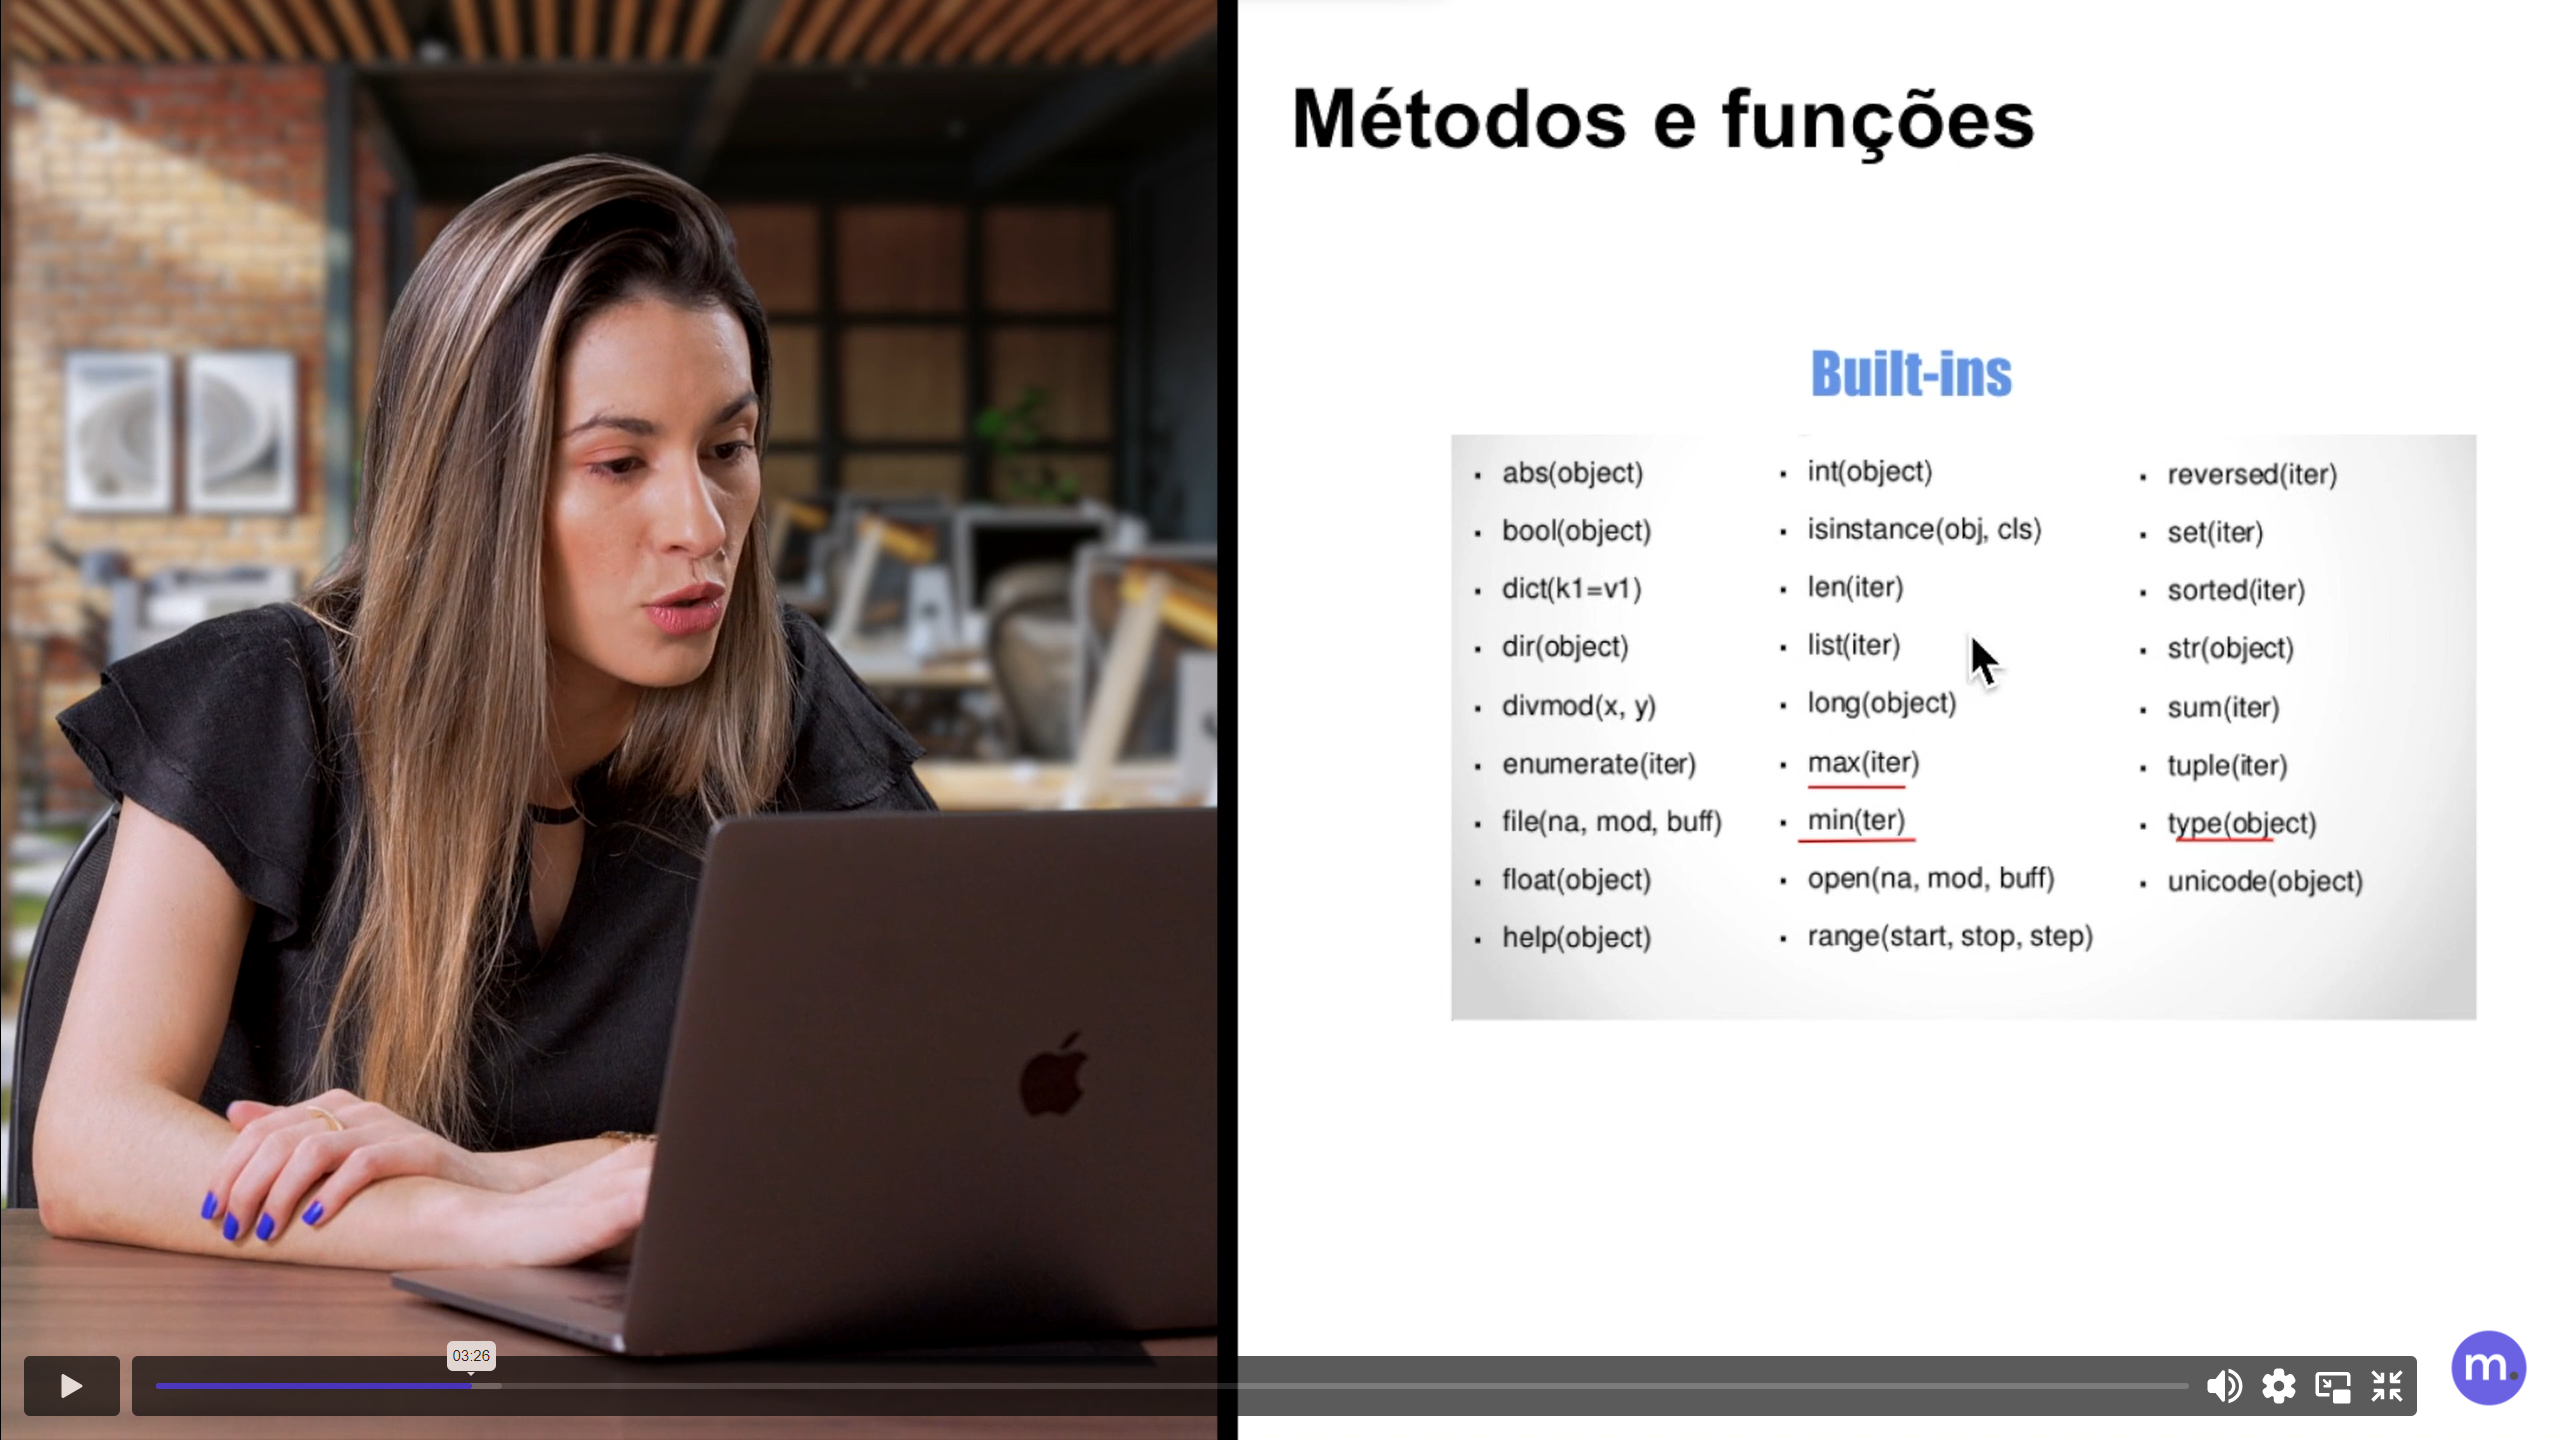 Métodos e funções
Built-ins
abs(object)
bool(object)
dict(k1=v1)
dir(object)
divmod(x, y)
enumerate(iter)
file(na, mod, buff)
float(object)
help(object)
int(object)
isinstance(obj, cls)
len(iter)
list(iter)
long(object)
max(iter)
min(ter)
open(na, mod, buff)
range(start, stop, step)
reversed(iter)
set(iter)
sorted(iter)
str(object)
sum(iter)
tuple(iter)
type(object)
unicode(object)
03:26
m.